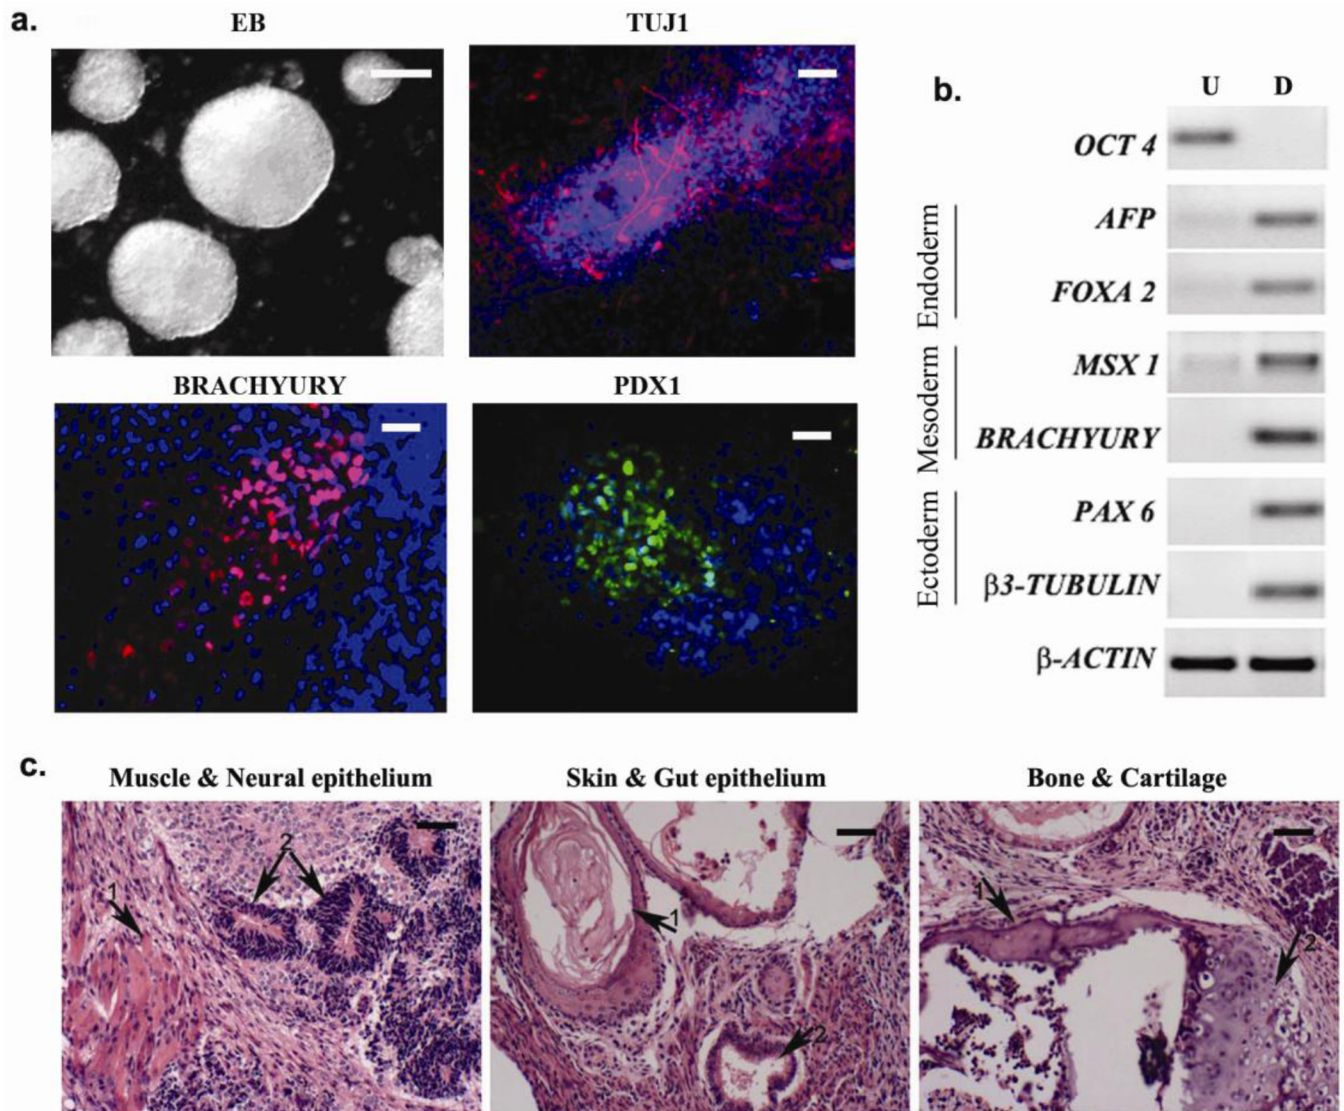 a.
EB
TUJ1
BRACHYURY
PDX1
b.
U D
OCT 4
Endoderm
AFP
FOXA 2
Mesoderm
MSX 1
BRACHYURY
Ectoderm
PAX 6
β3-TUBULIN
β-ACTIN
c.
Muscle & Neural epithelium
1
2
Skin & Gut epithelium
1
2
Bone & Cartilage
1
2